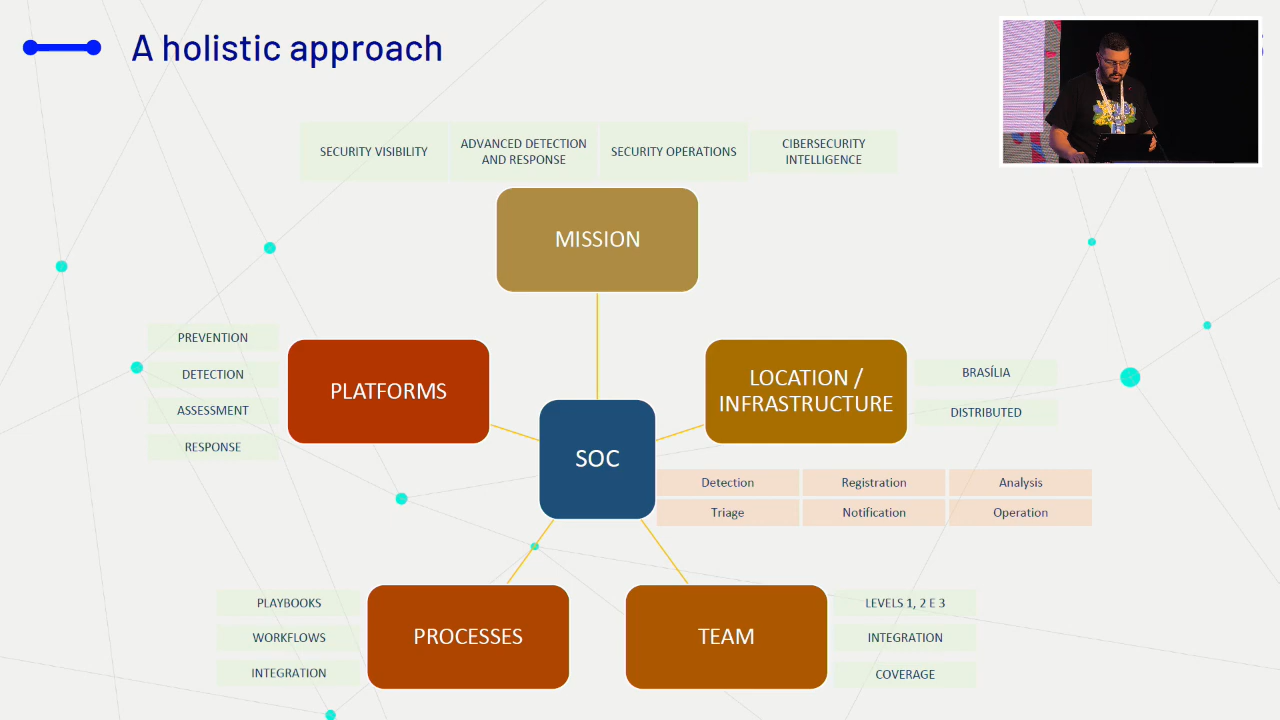 A holistic approach
SECURITY VISIBILITY
ADVANCED DETECTION
AND RESPONSE
SECURITY OPERATIONS
CIBERSECURITY
INTELLIGENCE
MISSION
PREVENTION
DETECTION
ASSESSMENT
RESPONSE
PLATFORMS
LOCATION /
INFRASTRUCTURE
BRASÍLIA
DISTRIBUTED
SOC
Detection
Registration
Analysis
Triage
Notification
Operation
PLAYBOOKS
WORKFLOWS
INTEGRATION
PROCESSES
TEAM
LEVELS 1, 2 E 3
INTEGRATION
COVERAGE